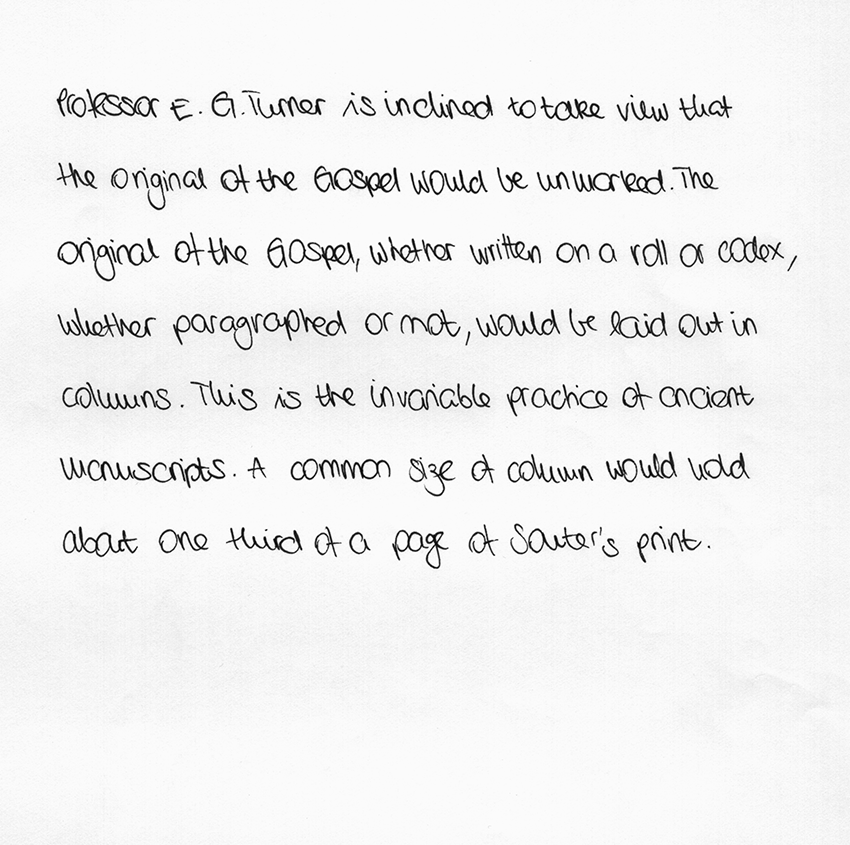 Professor E. G. Turner is inclined to take view that
the original of the Gospel would be unworked. The
original of the Gospel, whether written on a roll or codex,
whether paragraphed or not, would be laid out in
columns. This is the invariable practice of ancient
manuscripts. A common size of column would hold
about one third of a page of Souter's print.